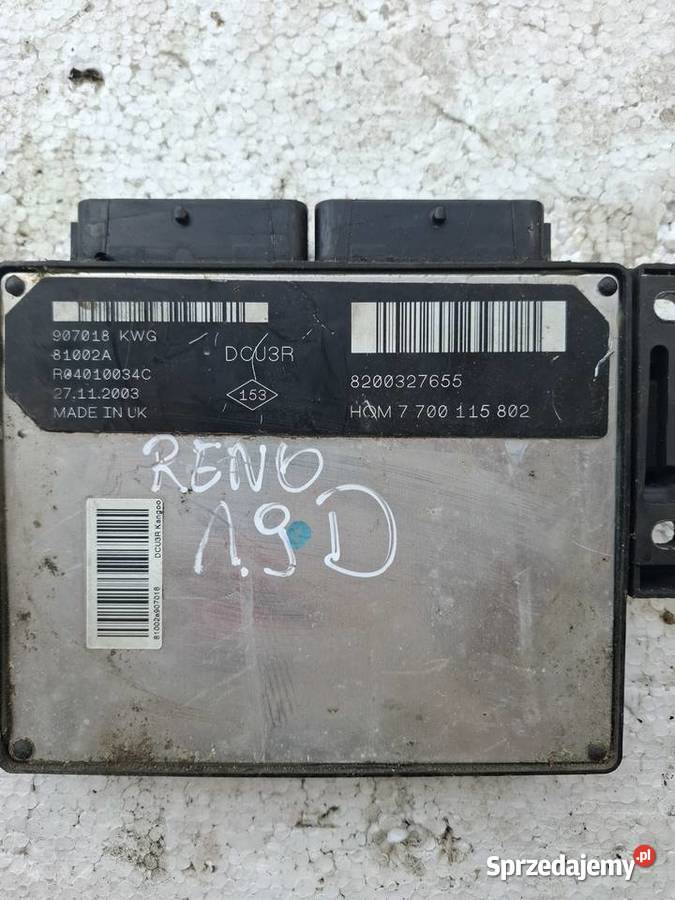 907018 KWG
81002A
R04010034C
27.11.2003
MADE IN UK
DCU3R
153
8200327655
HOM 7 700 115 802
RENO
1.9D
DCU3R Kangoo
81002a907018
Sprzedajemy.pl